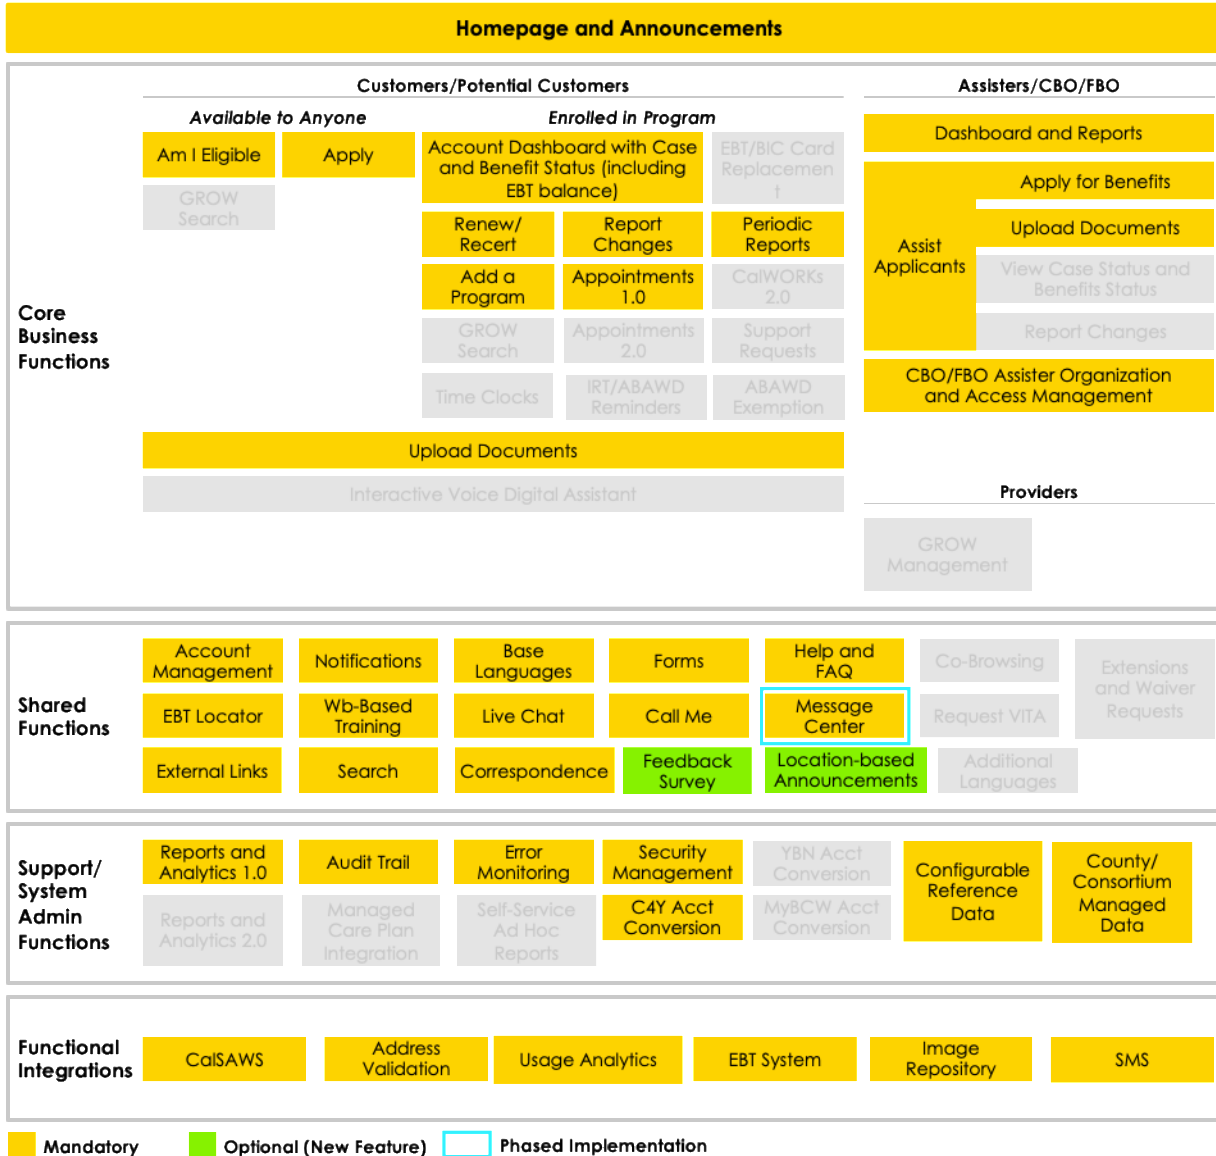 Homepage and Announcements
Customers/Potential Customers
Assisters/CBO/FBO
Available to Anyone
Enrolled in Program
Am I Eligible
Apply
Account Dashboard with Case
and Benefit Status (including
EBT balance)
EBT/BIC Card
Replacemen
t
GROW
Search
Renew/
Recert
Report
Changes
Periodic
Reports
Add a
Program
Appointments
1.0
CalWORKs
2.0
GROW
Search
Appointments
2.0
Support
Requests
Time Clocks
IRT/ABAWD
Reminders
ABAWD
Exemption
Upload Documents
Interactive Voice Digital Assistant
Core
Business
Functions
Dashboard and Reports
Assist
Applicants
Apply for Benefits
Upload Documents
View Case Status and
Benefits Status
Report Changes
CBO/FBO Assister Organization
and Access Management
Providers
GROW
Management
Shared
Functions
Account
Management
Notifications
Base
Languages
Forms
Help and
FAQ
Co-Browsing
Extensions
and Waiver
Requests
EBT Locator
Wb-Based
Training
Live Chat
Call Me
Message
Center
Request VITA
External Links
Search
Correspondence
Feedback
Survey
Location-based
Announcements
Additional
Languages
Support/
System
Admin
Functions
Reports and
Analytics 1.0
Audit Trail
Error
Monitoring
Security
Management
YBN Acct
Conversion
Configurable
Reference
Data
County/
Consortium
Managed
Data
Reports and
Analytics 2.0
Managed
Care Plan
Integration
Self-Service
Ad Hoc
Reports
C4Y Acct
Conversion
MyBCW Acct
Conversion
Functional
Integrations
CalSAWS
Address
Validation
Usage Analytics
EBT System
Image
Repository
SMS
Mandatory
Optional (New Feature)
Phased Implementation